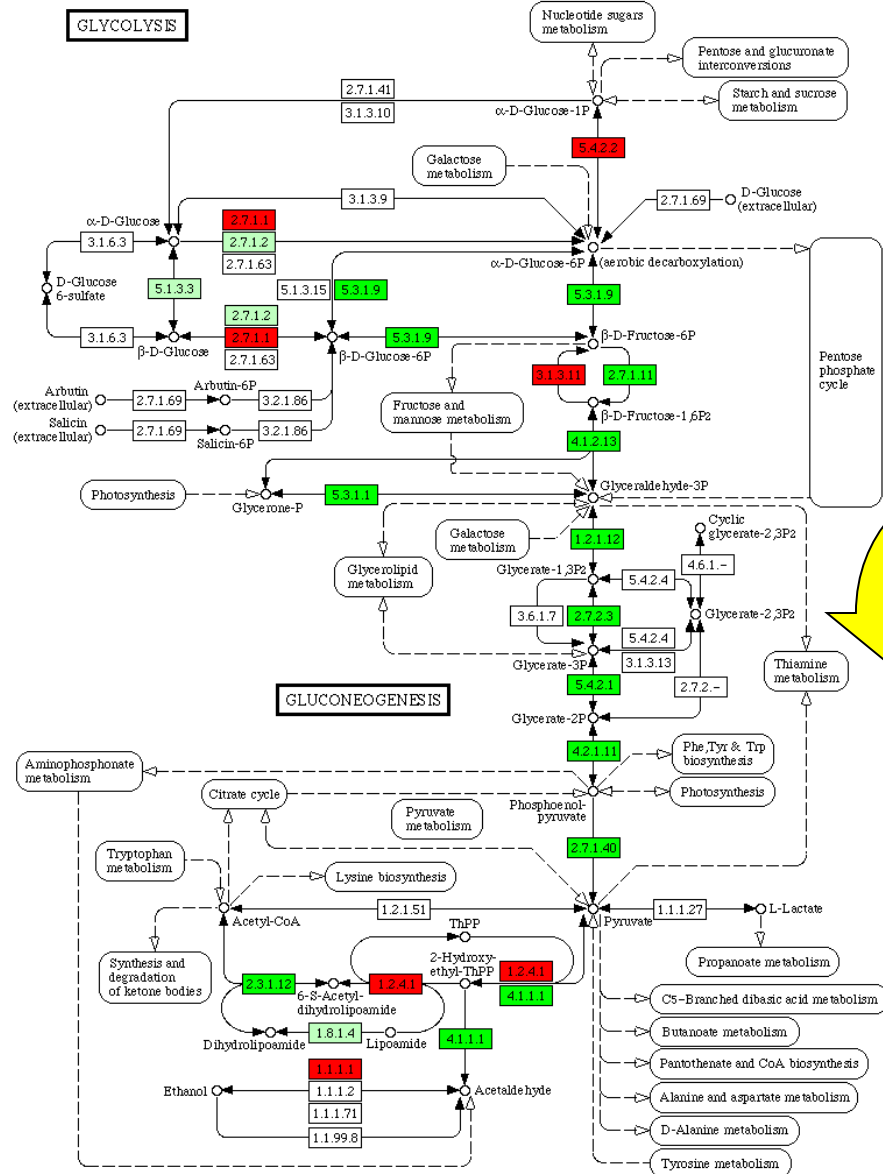 GLYCOLYSIS
Nucleotide sugars
metabolism
Pentose and glucuronate
interconversions
Starch and sucrose
metabolism
2.7.1.41
3.1.3.10
α-D-Glucose-1P
5.4.2.2
Galactose
metabolism
3.1.3.9
2.7.1.69
D-Glucose
(extracellular)
α-D-Glucose
2.7.1.1
2.7.1.2
2.7.1.63
3.1.6.3
α-D-Glucose-6P
(aerobic decarboxylation)
D-Glucose
6-sulfate
5.1.3.3
5.1.3.15
5.3.1.9
5.3.1.9
2.7.1.2
2.7.1.1
2.7.1.63
3.1.6.3
β-D-Glucose
β-D-Glucose-6P
5.3.1.9
β-D-Fructose-6P
Pentose
phosphate
cycle
3.1.3.11
2.7.1.11
Arbutin
(extracellular)
2.7.1.69
Arbutin-6P
3.2.1.86
Salicin
(extracellular)
2.7.1.69
Salicin-6P
3.2.1.86
Fructose and
mannose metabolism
β-D-Fructose-1,6P2
4.1.2.13
Photosynthesis
Glycerone-P
5.3.1.1
Glyceraldehyde-3P
Galactose
metabolism
1.2.1.12
Cyclic
glycerate-2,3P2
4.6.1.-
Glycerolipid
metabolism
Glycerate-1,3P2
5.4.2.4
3.6.1.7
2.7.2.3
Glycerate-2,3P2
5.4.2.4
3.1.3.13
Glycerate-3P
Thiamine
metabolism
5.4.2.1
2.7.2.-
GLUCONEOGENESIS
Glycerate-2P
4.2.1.11
Phe,Tyr & Trp
biosynthesis
Aminophosphonate
metabolism
Citrate cycle
Phosphoenol-
pyruvate
Photosynthesis
Pyruvate
metabolism
2.7.1.40
Tryptophan
metabolism
Lysine biosynthesis
Acetyl-CoA
1.2.1.51
Pyruvate
1.1.1.27
L-Lactate
ThPP
Synthesis and
degradation
of ketone bodies
2-Hydroxy-
ethyl-ThPP
Propanoate metabolism
2.3.1.12
6-S-Acetyl-
dihydrolipoamide
1.2.4.1
1.2.4.1
4.1.1.1
C5-Branched dibasic acid metabolism
Dihydrolipoamide
1.8.1.4
Lipoamide
4.1.1.1
Butanoate metabolism
Pantothenate and CoA biosynthesis
Ethanol
1.1.1.1
1.1.1.2
1.1.1.71
1.1.99.8
Acetaldehyde
Alanine and aspartate metabolism
D-Alanine metabolism
Tyrosine metabolism